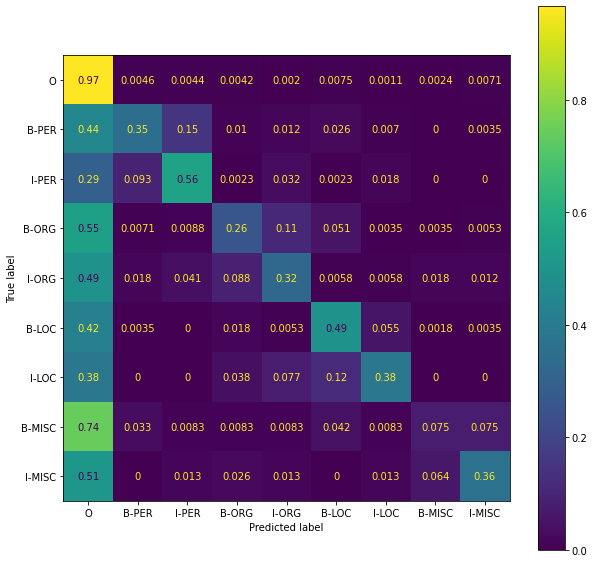 O 0.97 0.0046 0.0044 0.0042 0.002 0.0075 0.0011 0.0024 0.0071
B-PER 0.44 0.35 0.15 0.01 0.012 0.026 0.007 0 0.0035
I-PER 0.29 0.093 0.56 0.0023 0.032 0.0023 0.018 0 0
B-ORG 0.55 0.0071 0.0088 0.26 0.11 0.051 0.0035 0.0035 0.0053
I-ORG 0.49 0.018 0.041 0.088 0.32 0.0058 0.0058 0.018 0.012
B-LOC 0.42 0.0035 0 0.018 0.0053 0.49 0.055 0.0018 0.0035
I-LOC 0.38 0 0 0.038 0.077 0.12 0.38 0 0
B-MISC 0.74 0.033 0.0083 0.0083 0.0083 0.042 0.0083 0.075 0.075
I-MISC 0.51 0 0.013 0.026 0.013 0 0.013 0.064 0.36
O B-PER I-PER B-ORG I-ORG B-LOC I-LOC B-MISC I-MISC
Predicted label
True label
0.8
0.6
0.4
0.2
0.0